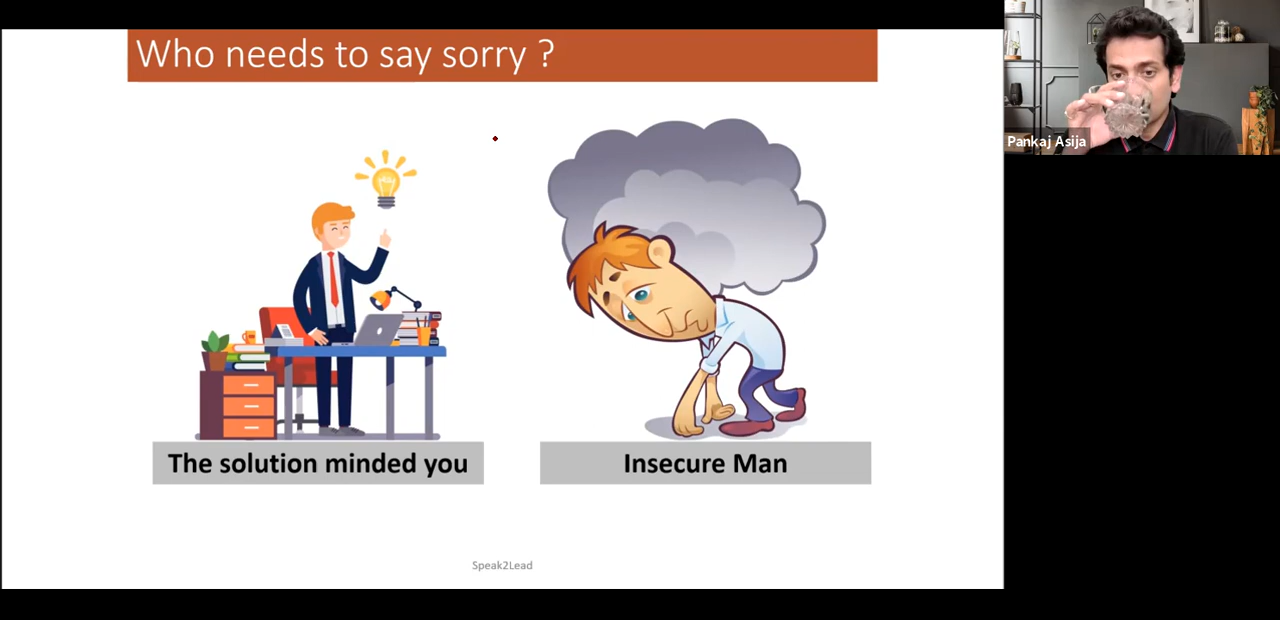 Who needs to say sorry ?
Pankaj Asija
The solution minded you
Insecure Man
Speak2Lead